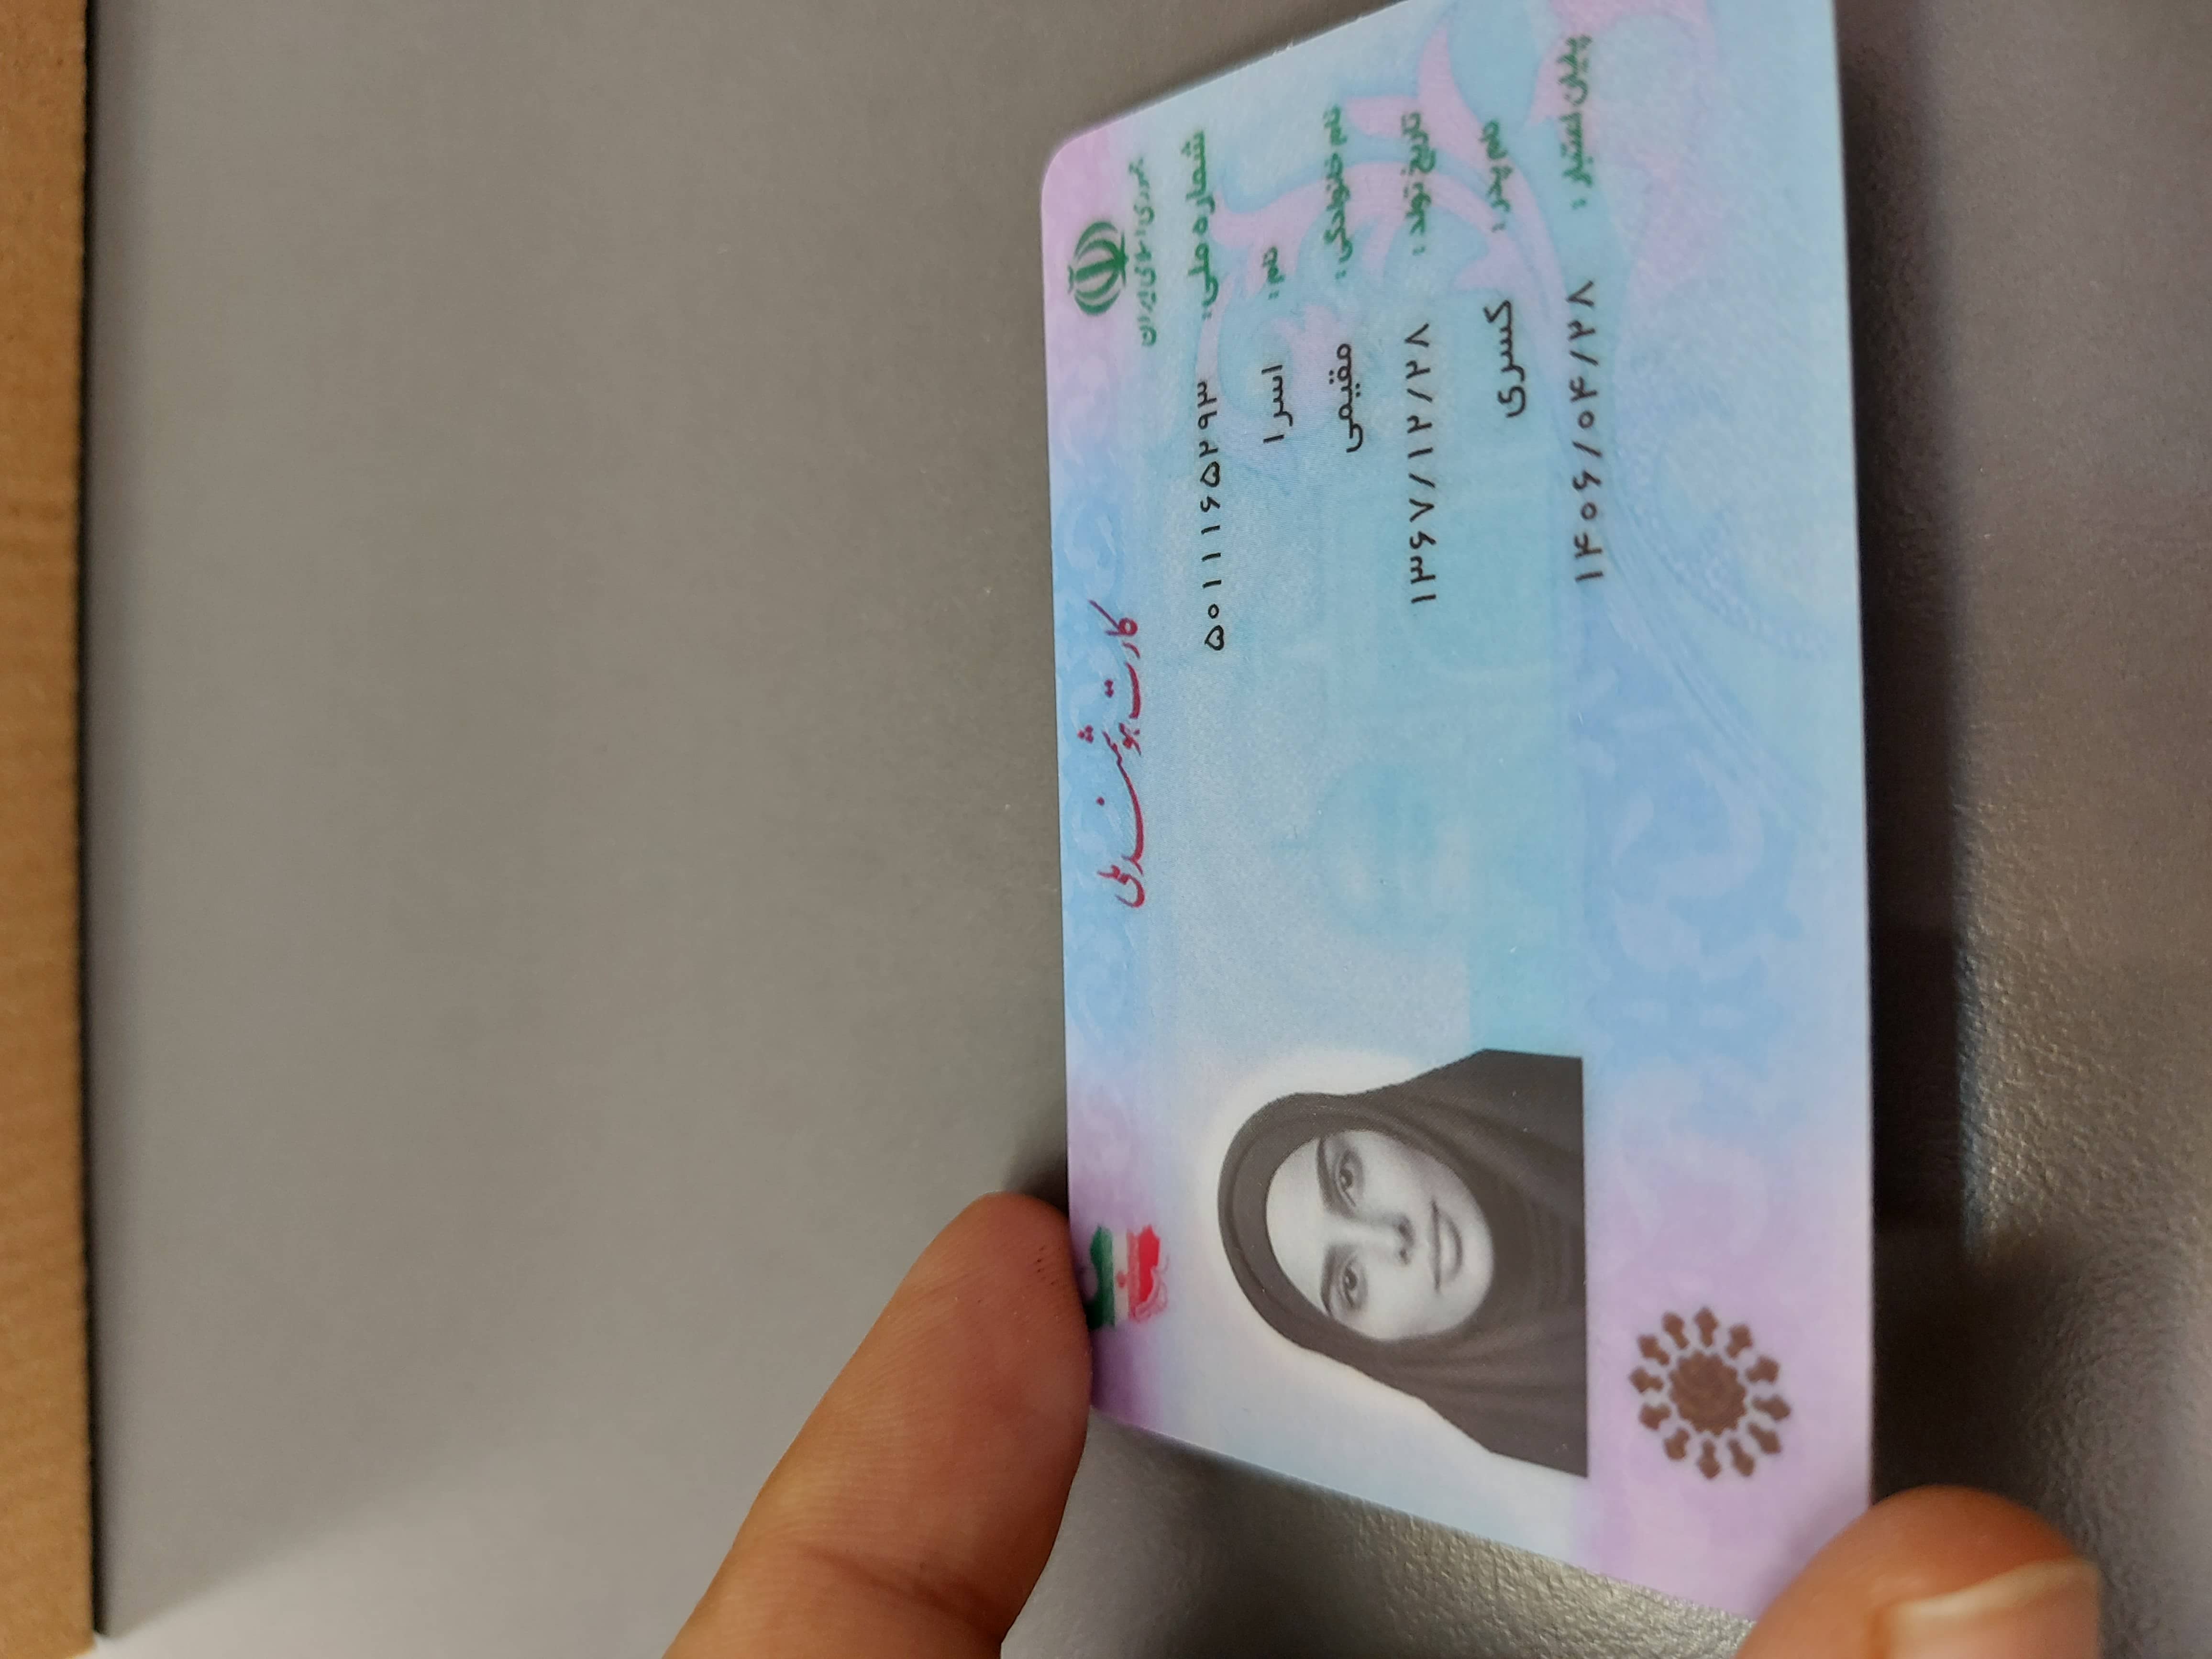 جمهوری اسلامی ایران
کارت هوشمند ملی
شماره ملی: ۵۰۱۱۱۶۵۲۹۳
نام: اسرا
نام خانوادگی: مقیمی
تاریخ تولد: ۱۳۶۷/۱۲/۲۸
نام پدر: کسری
پایان اعتبار: ۱۴۰۶/۰۴/۲۸